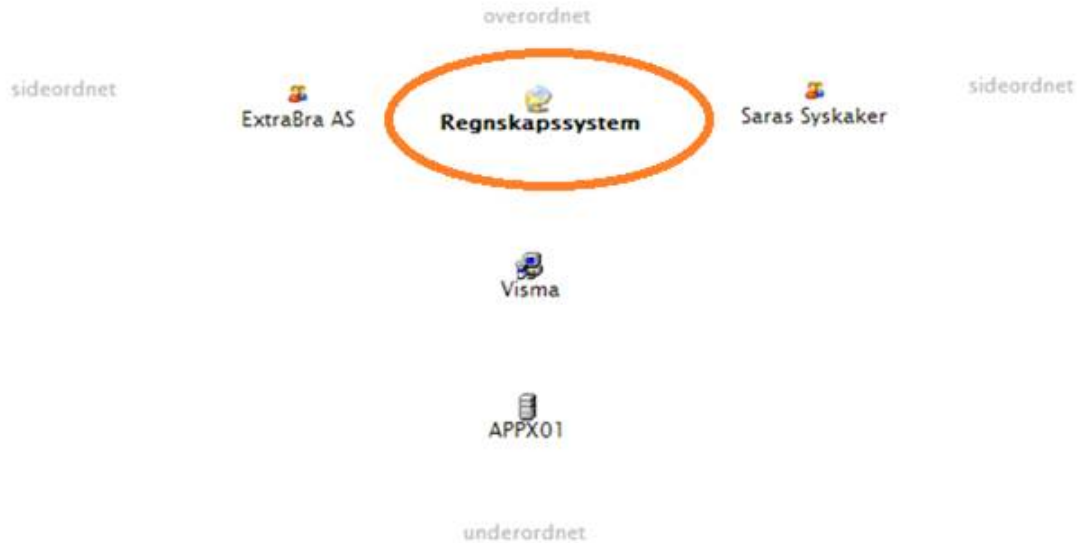 overordnet
sideordnet
sideordnet
ExtraBra AS
Regnskapssystem
Saras Syskaker
Visma
APPX01
underordnet